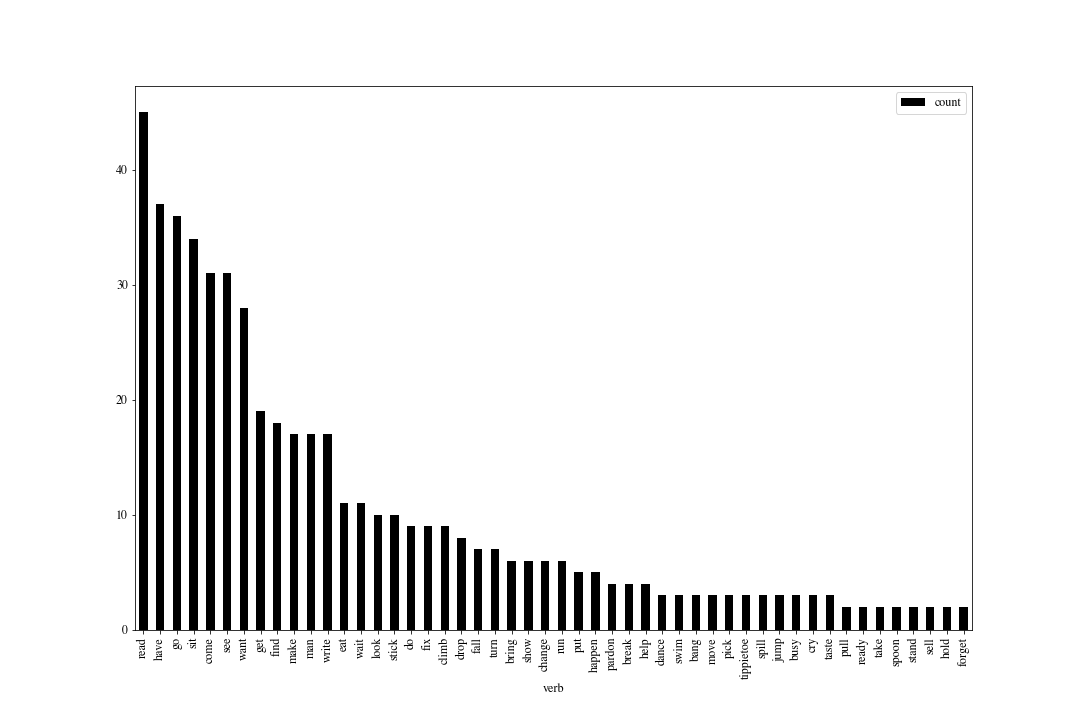 count
40
30
20
10
0
read have go sit come see want get find make man write eat wait look stick do fix climb drop fall turn bring show change run put happen pardon break help dance swim bang move pick tippietoe spill jump busy cry taste pull ready take spoon stand sell hold forget
verb